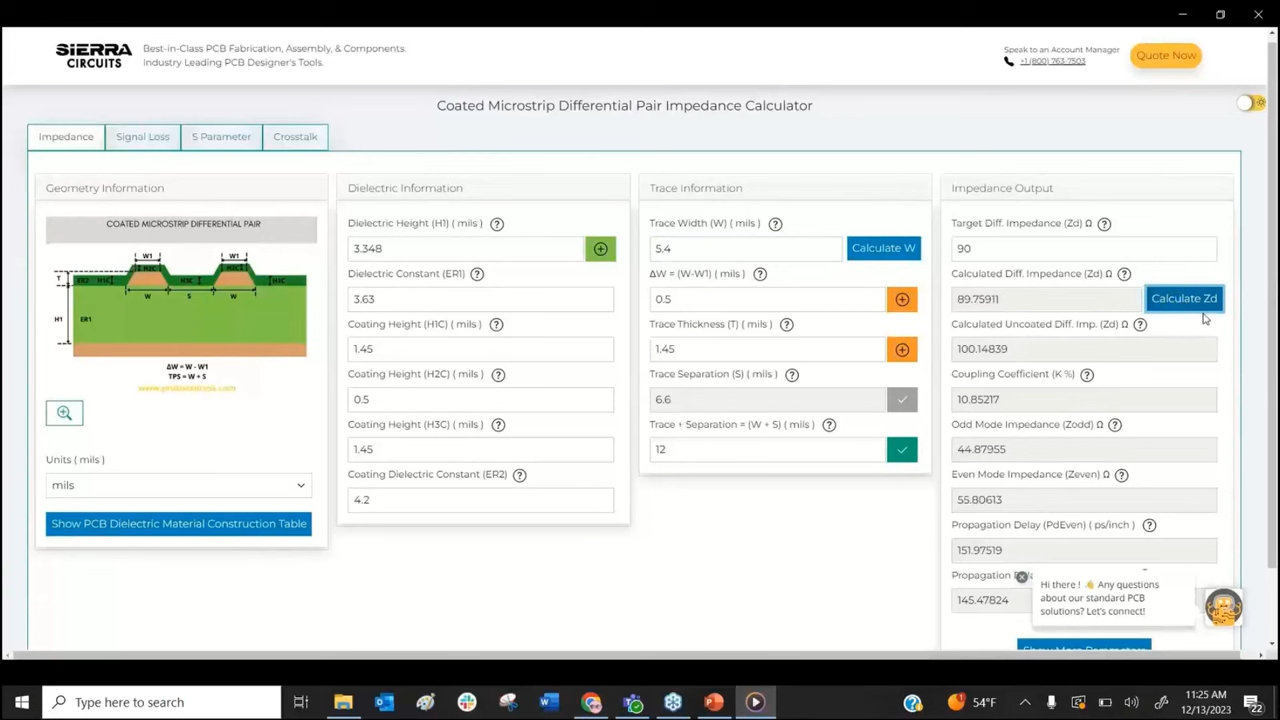 SIERRA
CIRCUITS
Best-in-Class PCB Fabrication, Assembly, & Components.
Industry Leading PCB Designer's Tools.
Speak to an Account Manager
+1 (800) 763-7503
Quote Now
Coated Microstrip Differential Pair Impedance Calculator
Impedance
Signal Loss
S Parameter
Crosstalk
Geometry Information
COATED MICROSTRIP DIFFERENTIAL PAIR
W1
W1
H2C
H2C
T
ER2
H1C
H3C
H1C
W
S
W
H1
ER1
ΔW = W - W1
TPS = W + S
Units ( mils )
mils
Show PCB Dielectric Material Construction Table
Dielectric Information
Dielectric Height (H1) ( mils )
3.348
Dielectric Constant (ER1)
3.63
Coating Height (H1C) ( mils )
1.45
Coating Height (H2C) ( mils )
0.5
Coating Height (H3C) ( mils )
1.45
Coating Dielectric Constant (ER2)
4.2
Trace Information
Trace Width (W) ( mils )
5.4
Calculate W
ΔW = (W-W1) ( mils )
0.5
Trace Thickness (T) ( mils )
1.45
Trace Separation (S) ( mils )
6.6
Trace + Separation = (W + S) ( mils )
12
Impedance Output
Target Diff. Impedance (Zd) Ω
90
Calculated Diff. Impedance (Zd) Ω
89.75911
Calculate Zd
Calculated Uncoated Diff. Imp. (Zd) Ω
100.14839
Coupling Coefficient (K %)
10.85217
Odd Mode Impedance (Zodd) Ω
44.87955
Even Mode Impedance (Zeven) Ω
55.80613
Propagation Delay (PdEven) ( ps/inch )
151.97519
Propagation
145.47824
Hi there ! 👋 Any questions
about our standard PCB
solutions? Let's connect!
Show More Parameters
Type here to search
54°F
11:25 AM
12/13/2023
22